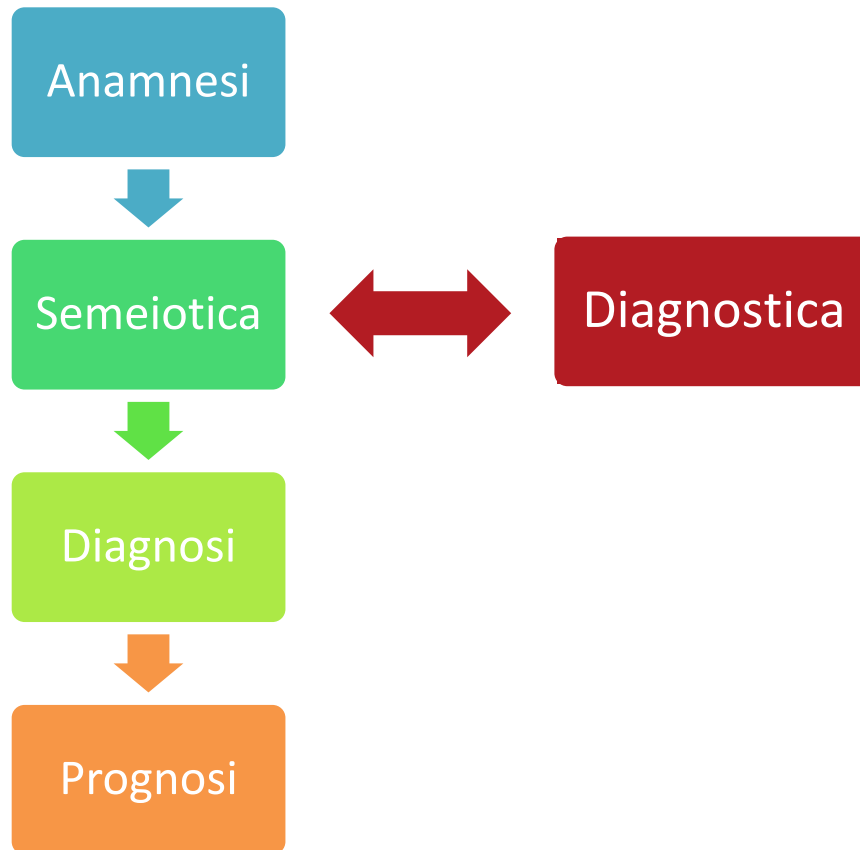 Anamnesi
Semeiotica
Diagnostica
Diagnosi
Prognosi